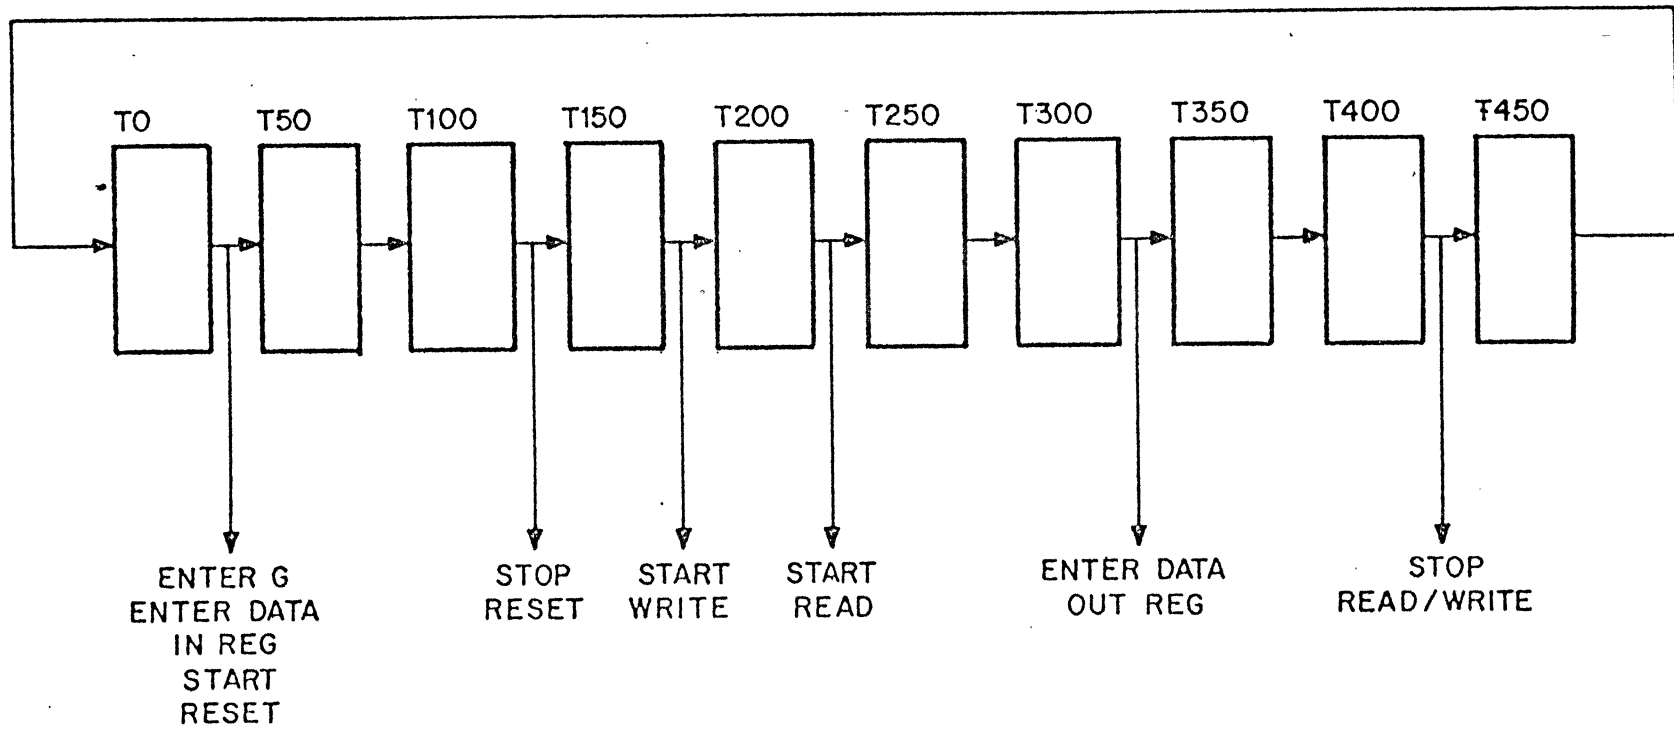 T0 T50 T100 T150 T200 T250 T300 T350 T400 T450
ENTER G
ENTER DATA
IN REG
START
RESET
STOP
RESET
START
WRITE
START
READ
ENTER DATA
OUT REG
STOP
READ/WRITE